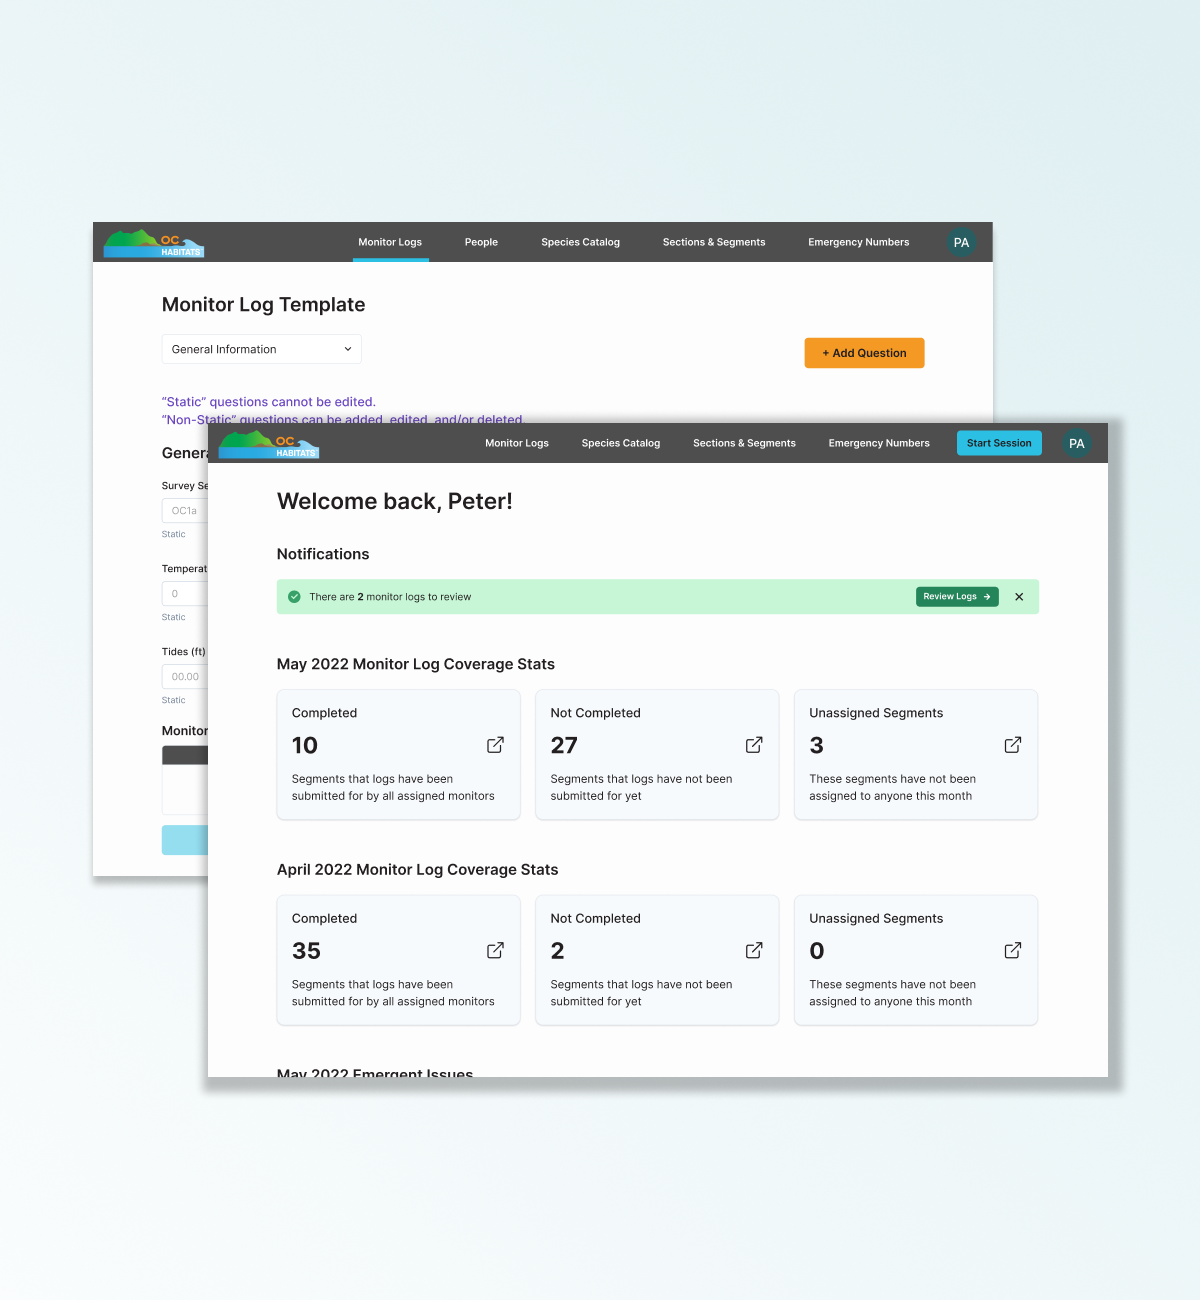 OC
HABITATS
Monitor Logs
People
Species Catalog
Sections & Segments
Emergency Numbers
PA
Monitor Log Template
General Information
+ Add Question
“Static” questions cannot be edited.
“Non-Static” questions can be added, edited, and/or deleted.
Genera
Survey Se
OC1a
Static
Temperat
0
Static
Tides (ft)
00.00
Static
Monitor
OC
HABITATS
Monitor Logs
Species Catalog
Sections & Segments
Emergency Numbers
Start Session
PA
Welcome back, Peter!
Notifications
There are 2 monitor logs to review
Review Logs →
May 2022 Monitor Log Coverage Stats
Completed
10
Segments that logs have been
submitted for by all assigned monitors
Not Completed
27
Segments that logs have not been
submitted for yet
Unassigned Segments
3
These segments have not been
assigned to anyone this month
April 2022 Monitor Log Coverage Stats
Completed
35
Segments that logs have been
submitted for by all assigned monitors
Not Completed
2
Segments that logs have not been
submitted for yet
Unassigned Segments
0
These segments have not been
assigned to anyone this month
May 2022 Emergent Issues